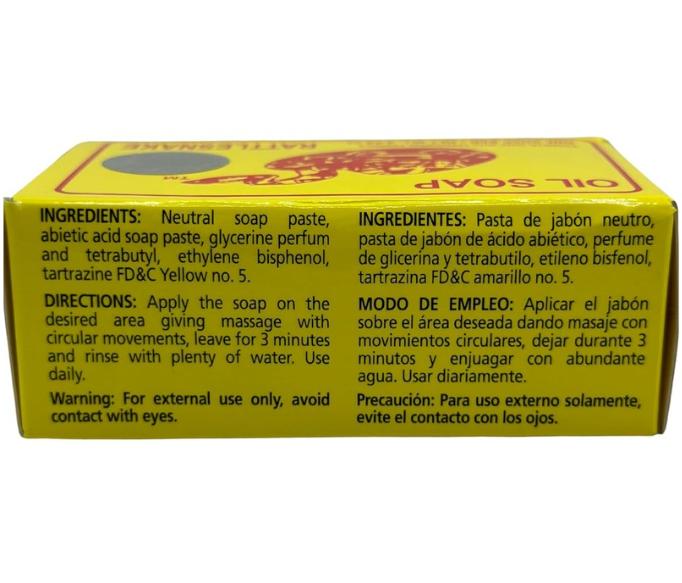 RATTLESNAKE
TM
OIL SOAP
INGREDIENTS: Neutral soap paste,
abietic acid soap paste, glycerine perfum
and tetrabutyl, ethylene bisphenol,
tartrazine FD&C Yellow no. 5.
DIRECTIONS: Apply the soap on the
desired area giving massage with
circular movements, leave for 3 minutes
and rinse with plenty of water. Use
daily.
Warning: For external use only, avoid
contact with eyes.
INGREDIENTES: Pasta de jabón neutro,
pasta de jabón de ácido abiético, perfume
de glicerina y tetrabutilo, etileno bisfenol,
tartrazina FD&C amarillo no. 5.
MODO DE EMPLEO: Aplicar el jabón
sobre el área deseada dando masaje con
movimientos circulares, dejar durante 3
minutos y enjuagar con abundante
agua. Usar diariamente.
Precaución: Para uso externo solamente,
evite el contacto con los ojos.